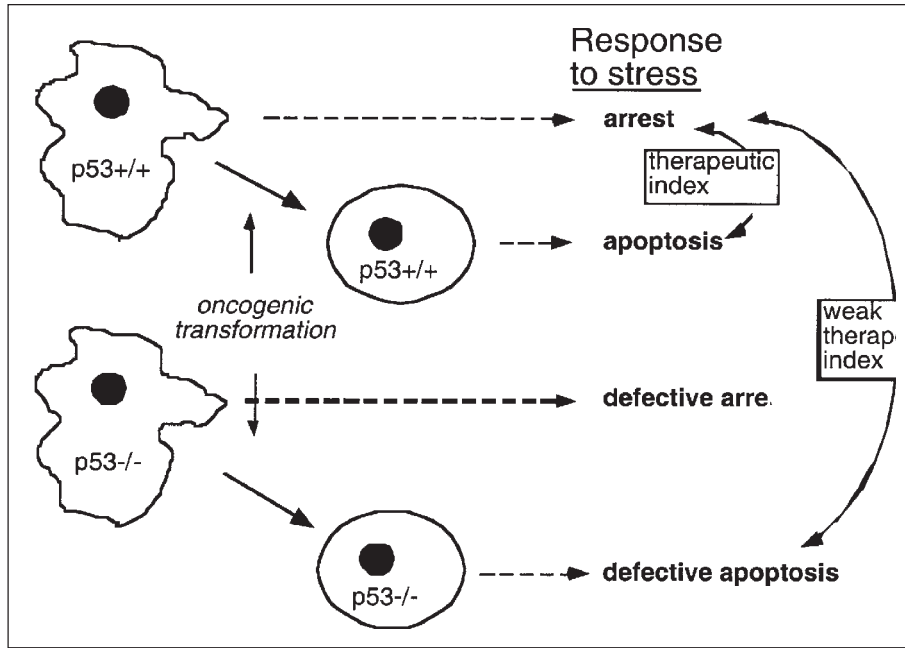 Response
to stress
arrest
therapeutic
index
p53+/+
apoptosis
p53+/+
oncogenic
transformation
weak
therap
index
defective arre
p53-/-
defective apoptosis
p53-/-